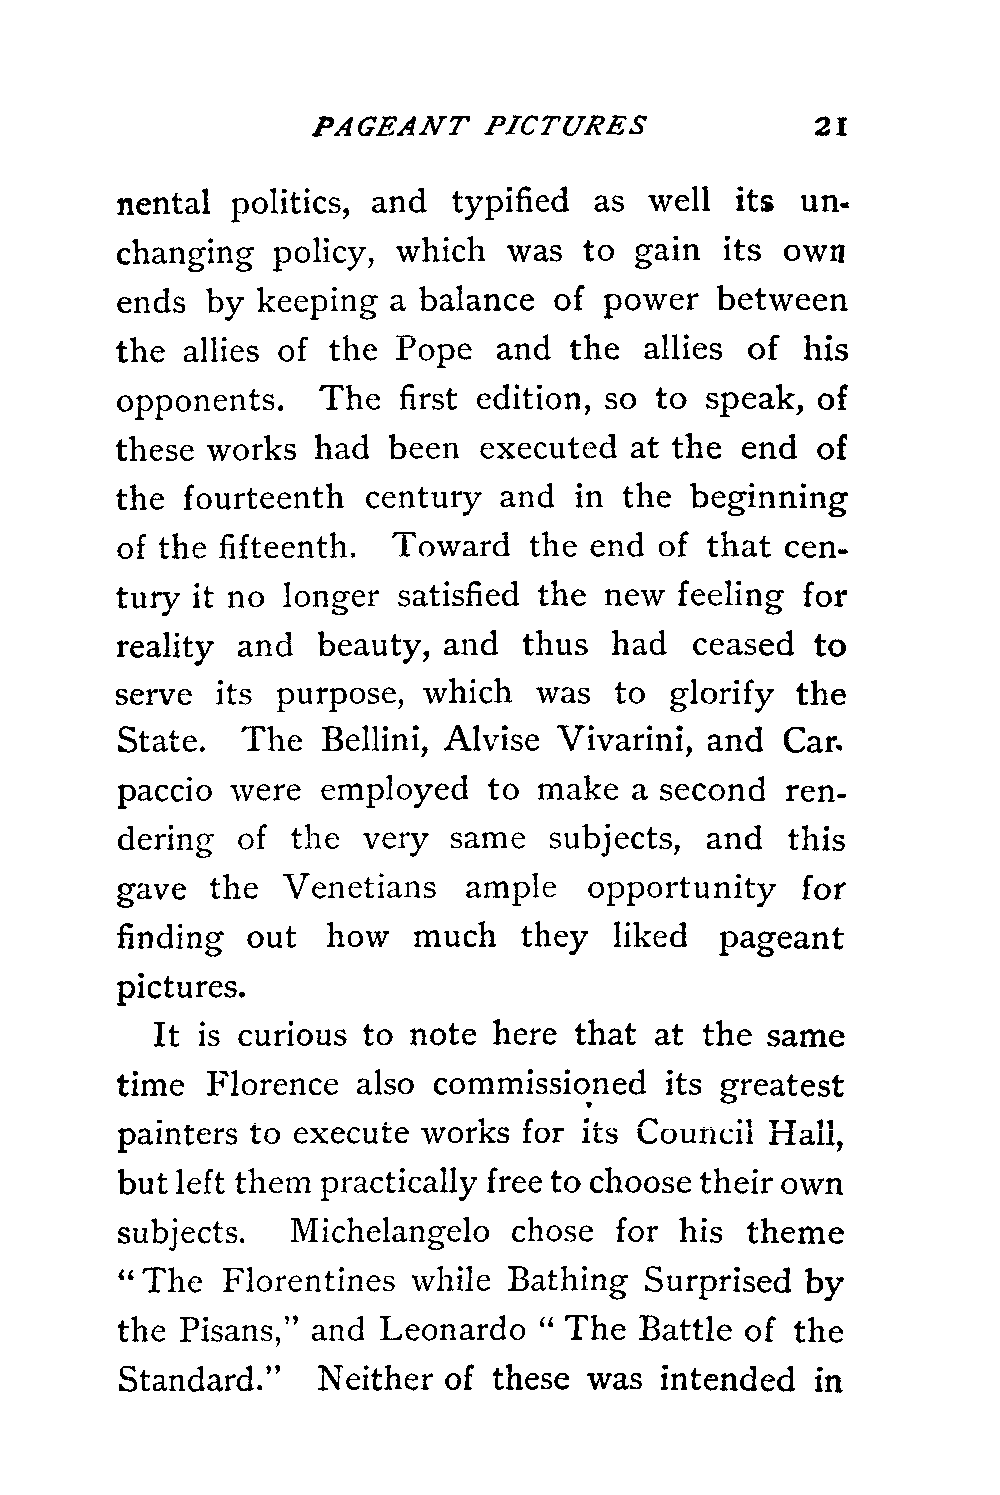 PAGEANT PICTURES 21
nental politics, and typified as well its un-
changing policy, which was to gain its own
ends by keeping a balance of power between
the allies of the Pope and the allies of his
opponents. The first edition, so to speak, of
these works had been executed at the end of
the fourteenth century and in the beginning
of the fifteenth. Toward the end of that cen-
tury it no longer satisfied the new feeling for
reality and beauty, and thus had ceased to
serve its purpose, which was to glorify the
State. The Bellini, Alvise Vivarini, and Car-
paccio were employed to make a second ren-
dering of the very same subjects, and this
gave the Venetians ample opportunity for
finding out how much they liked pageant
pictures.
It is curious to note here that at the same
time Florence also commissioned its greatest
painters to execute works for its Council Hall,
but left them practically free to choose their own
subjects. Michelangelo chose for his theme
“The Florentines while Bathing Surprised by
the Pisans,” and Leonardo “The Battle of the
Standard.” Neither of these was intended in